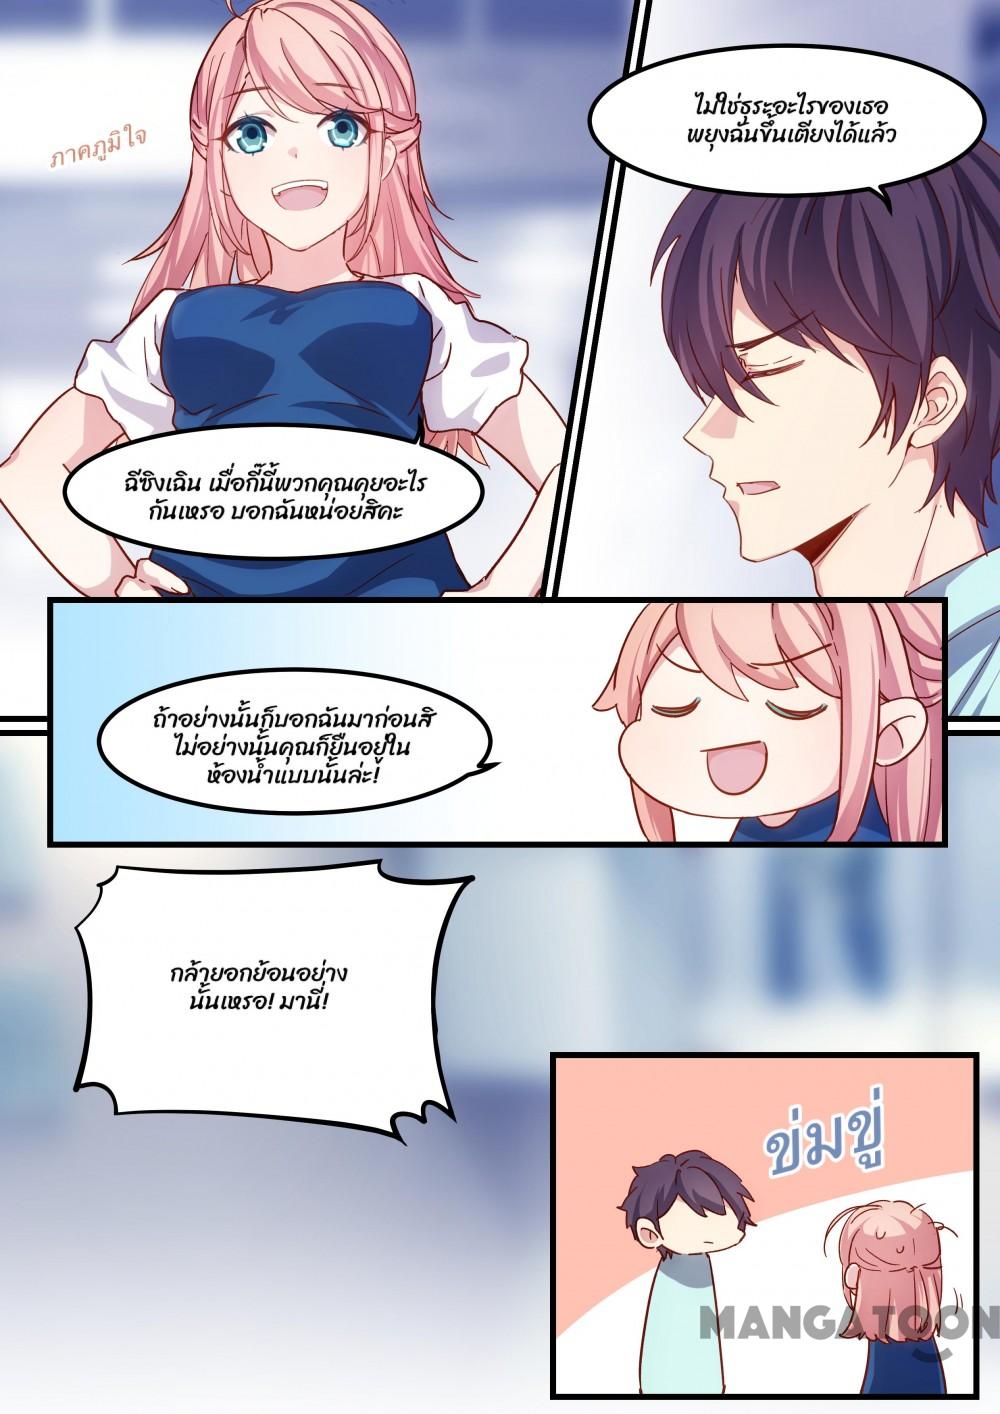 ภาคภูมิใจ
ฉีซิงเฉิน เมื่อกี๊นี้พวกคุณคุยอะไร
กันเหรอ บอกฉันหน่อยสิคะ
ไม่ใช่ธุระอะไรของเธอ
พยุงฉันขึ้นเตียงได้แล้ว
ถ้าอย่างนั้นก็บอกฉันมาก่อนสิ
ไม่อย่างนั้นคุณก็ยืนอยู่ใน
ห้องน้ำแบบนั้นล่ะ!
กล้ายอกย้อนอย่าง
นั้นเหรอ! มานี่!
ข่มขู่
MANGATOON